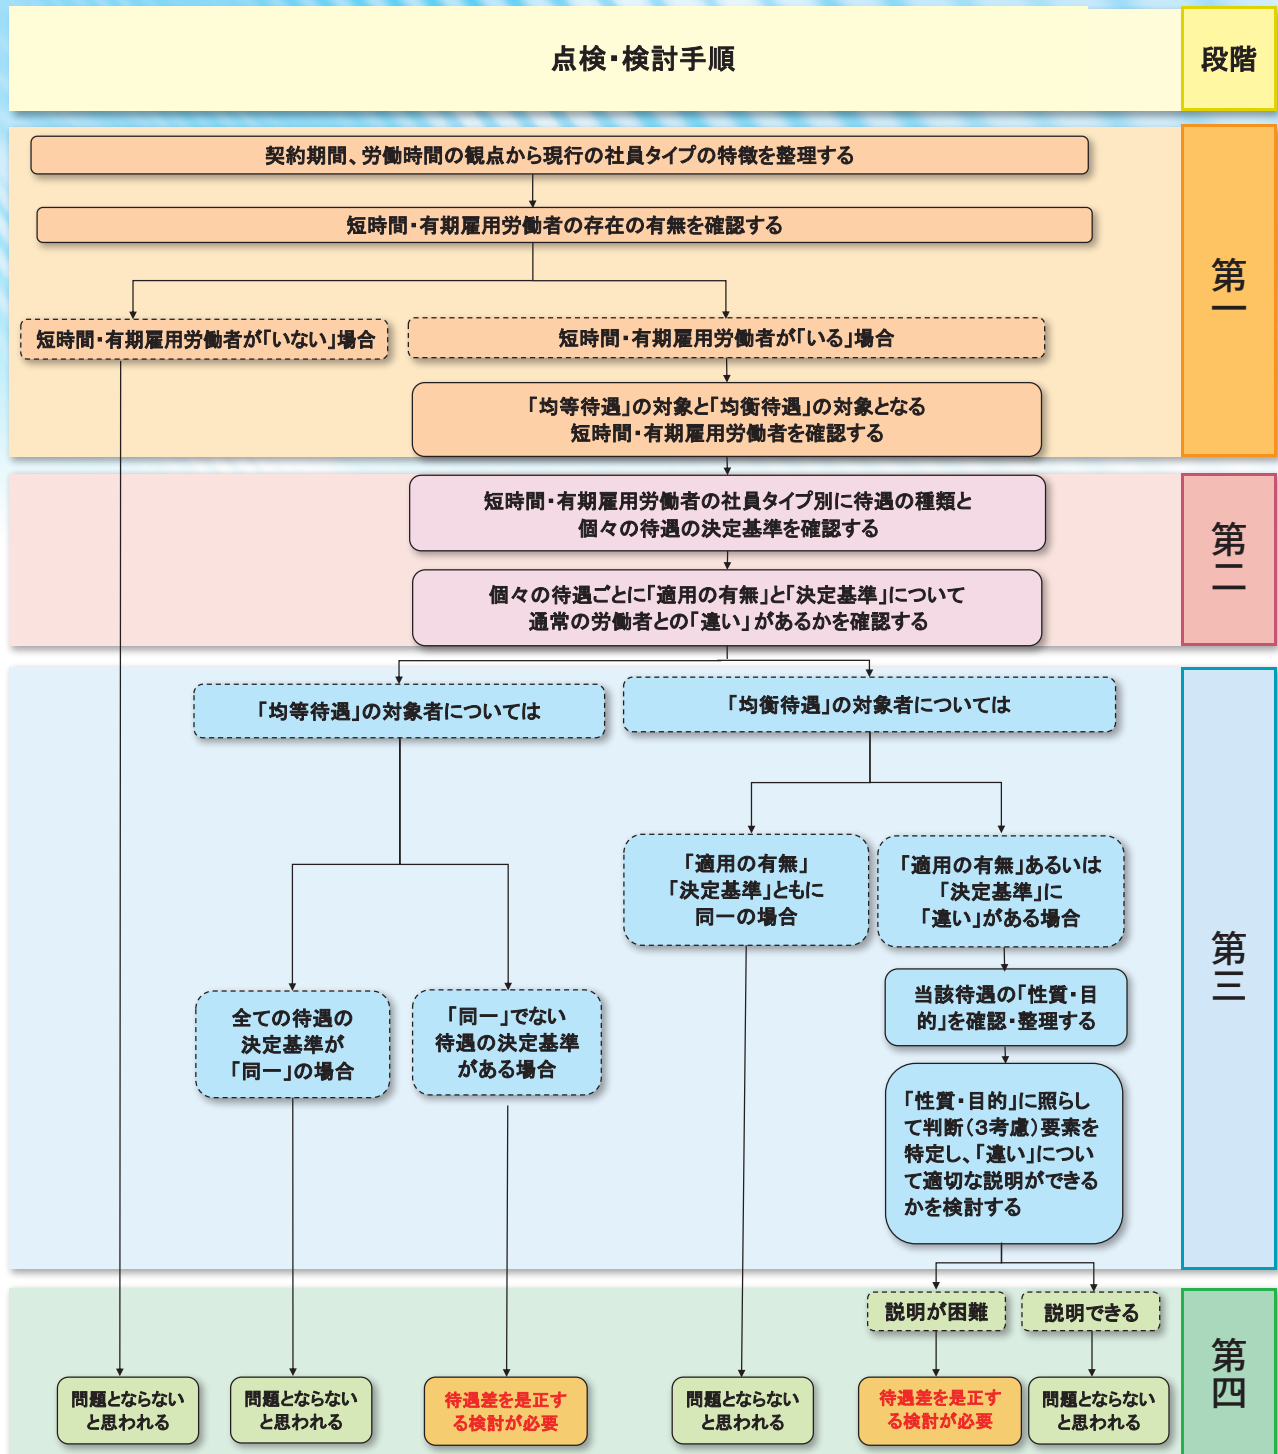 点検・検討手順
段階
契約期間、労働時間の観点から現行の社員タイプの特徴を整理する
短時間・有期雇用労働者の存在の有無を確認する
短時間・有期雇用労働者が「いない」場合
短時間・有期雇用労働者が「いる」場合
「均等待遇」の対象と「均衡待遇」の対象となる
短時間・有期雇用労働者を確認する
第一
短時間・有期雇用労働者の社員タイプ別に待遇の種類と
個々の待遇の決定基準を確認する
個々の待遇ごとに「適用の有無」と「決定基準」について
通常の労働者との「違い」があるかを確認する
第二
「均等待遇」の対象者については
「均衡待遇」の対象者については
「適用の有無」
「決定基準」ともに
同一の場合
「適用の有無」あるいは
「決定基準」に
「違い」がある場合
全ての待遇の
決定基準が
「同一」の場合
「同一」でない
待遇の決定基準
がある場合
当該待遇の「性質・目
的」を確認・整理する
「性質・目的」に照らし
て判断（3考慮）要素を
特定し、「違い」につい
て適切な説明ができる
かを検討する
第三
説明が困難
説明できる
問題とならない
と思われる
問題とならない
と思われる
待遇差を是正す
る検討が必要
問題とならない
と思われる
待遇差を是正す
る検討が必要
問題とならない
と思われる
第四